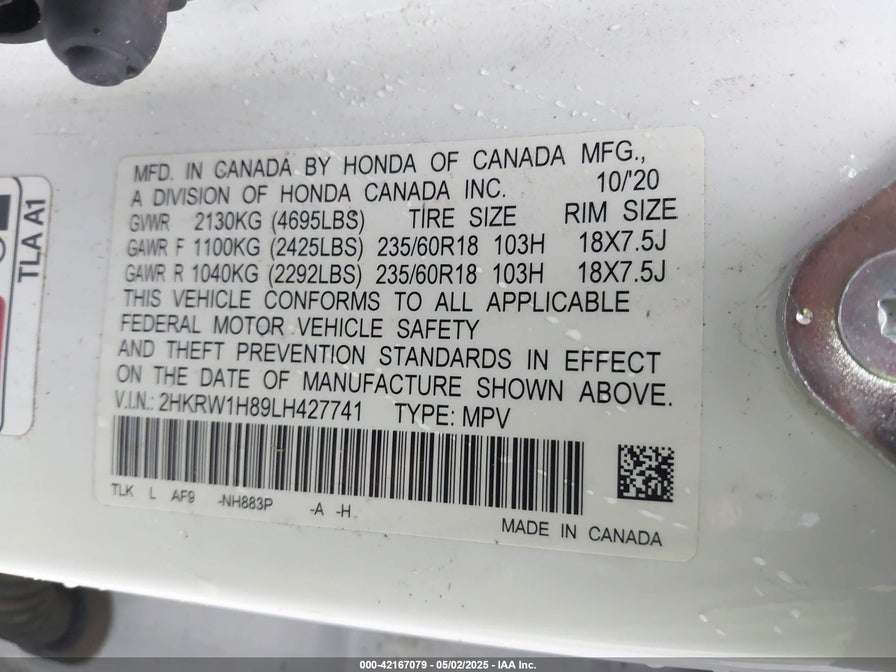 MFD. IN CANADA BY HONDA OF CANADA MFG.,
A DIVISION OF HONDA CANADA INC. 10/'20
GVWR 2130KG (4695LBS) TIRE SIZE RIM SIZE
GAWR F 1100KG (2425LBS) 235/60R18 103H 18X7.5J
GAWR R 1040KG (2292LBS) 235/60R18 103H 18X7.5J
THIS VEHICLE CONFORMS TO ALL APPLICABLE
FEDERAL MOTOR VEHICLE SAFETY
AND THEFT PREVENTION STANDARDS IN EFFECT
ON THE DATE OF MANUFACTURE SHOWN ABOVE.
V.I.N.: 2HKRW1H89LH427741 TYPE: MPV
TLK L AF9 -NH883P -A -H
MADE IN CANADA
TLA A1
000-42167079 - 05/02/2025 - IAA Inc.